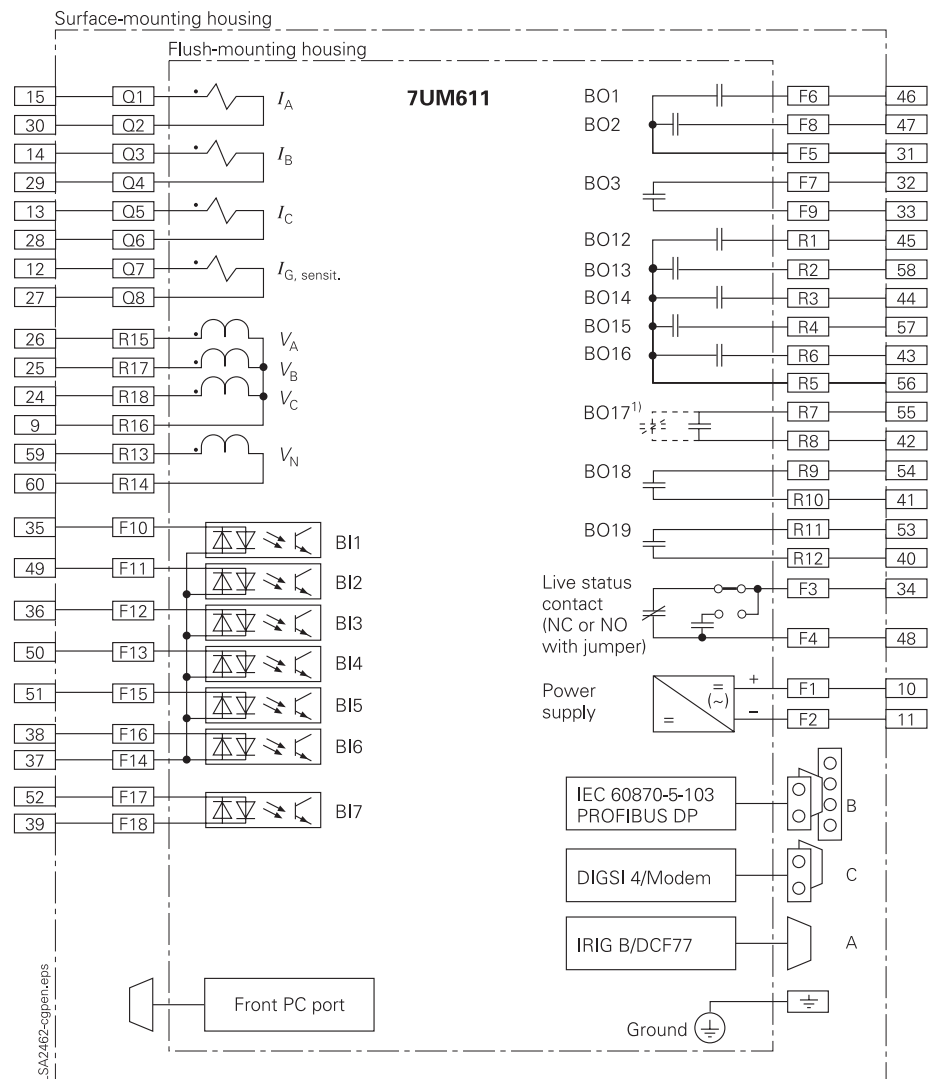 Surface-mounting housing
Flush-mounting housing
7UM611
15 Q1 I_A
30 Q2
14 Q3 I_B
29 Q4
13 Q5 I_C
28 Q6
12 Q7 I_G, sensit.
27 Q8
26 R15 V_A
25 R17 V_B
24 R18 V_C
9 R16
59 R13 V_N
60 R14
35 F10 BI1
49 F11 BI2
36 F12 BI3
50 F13 BI4
51 F15 BI5
38 F16 BI6
37 F14
52 F17 BI7
39 F18
BO1 F6 46
BO2 F8 47
F5 31
BO3 F7 32
F9 33
BO12 R1 45
BO13 R2 58
BO14 R3 44
BO15 R4 57
BO16 R6 43
R5 56
BO17 1) R7 55
R8 42
BO18 R9 54
R10 41
BO19 R11 53
R12 40
Live status
contact
(NC or NO
with jumper)
F3 34
F4 48
Power
supply
= (~) =
+ F1 10
– F2 11
IEC 60870-5-103
PROFIBUS DP
B
DIGSI 4/Modem
C
IRIG B/DCF77
A
Front PC port
Ground
LSA2462-cgpen.eps